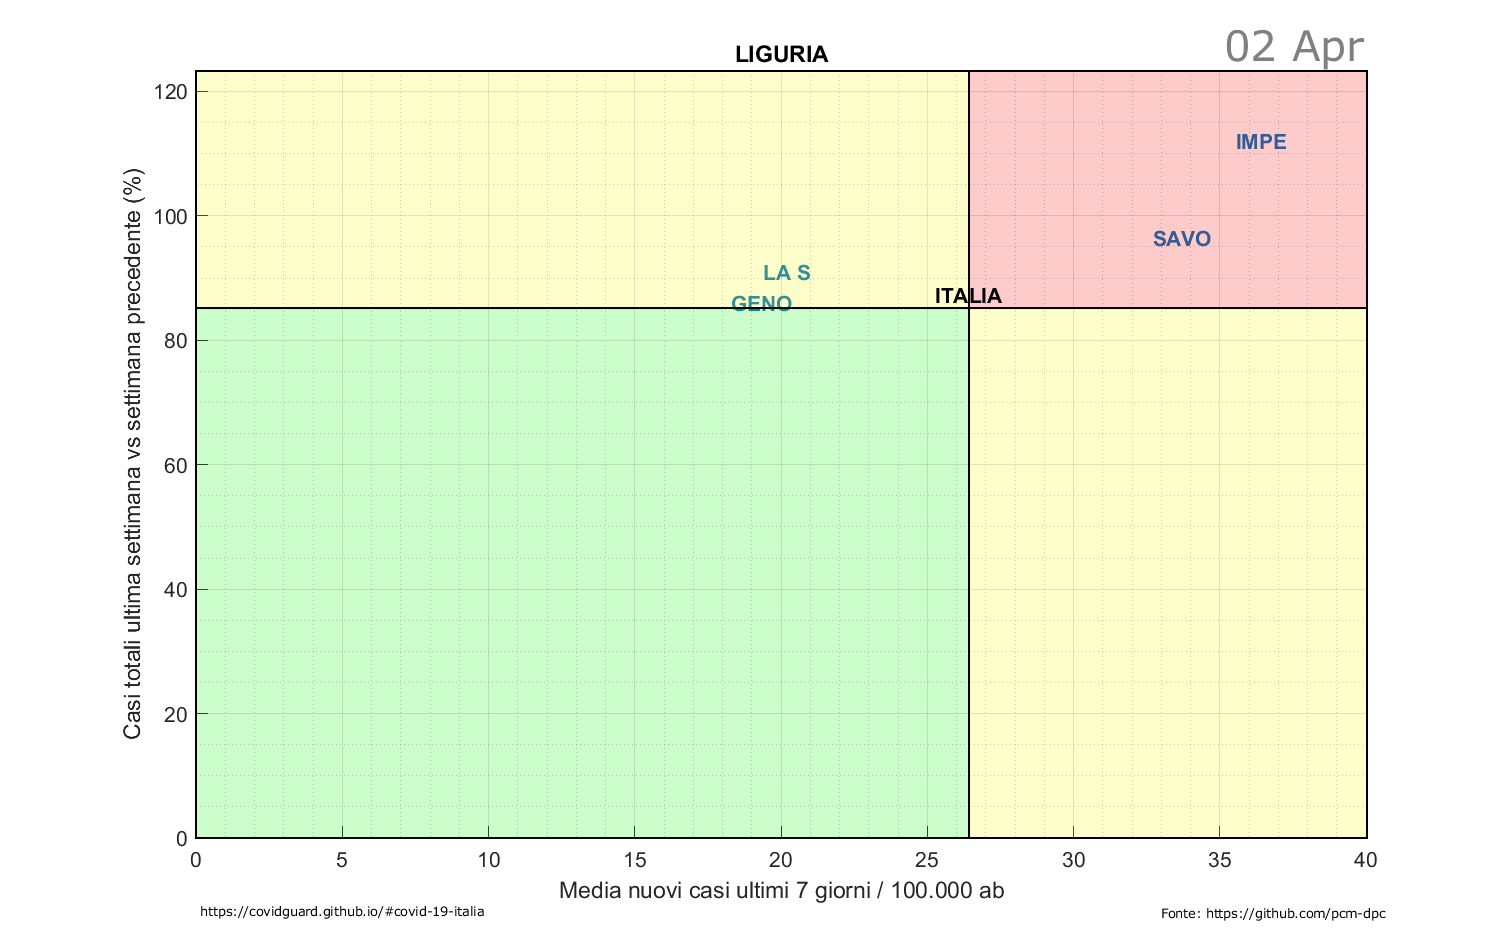 LIGURIA
02 Apr
Casi totali ultima settimana vs settimana precedente (%)
120
100
80
60
40
20
0
IMPE
SAVO
LA S
GENO
ITALIA
0 5 10 15 20 25 30 35 40
Media nuovi casi ultimi 7 giorni / 100.000 ab
https://covidguard.github.io/#covid-19-italia
Fonte: https://github.com/pcm-dpc